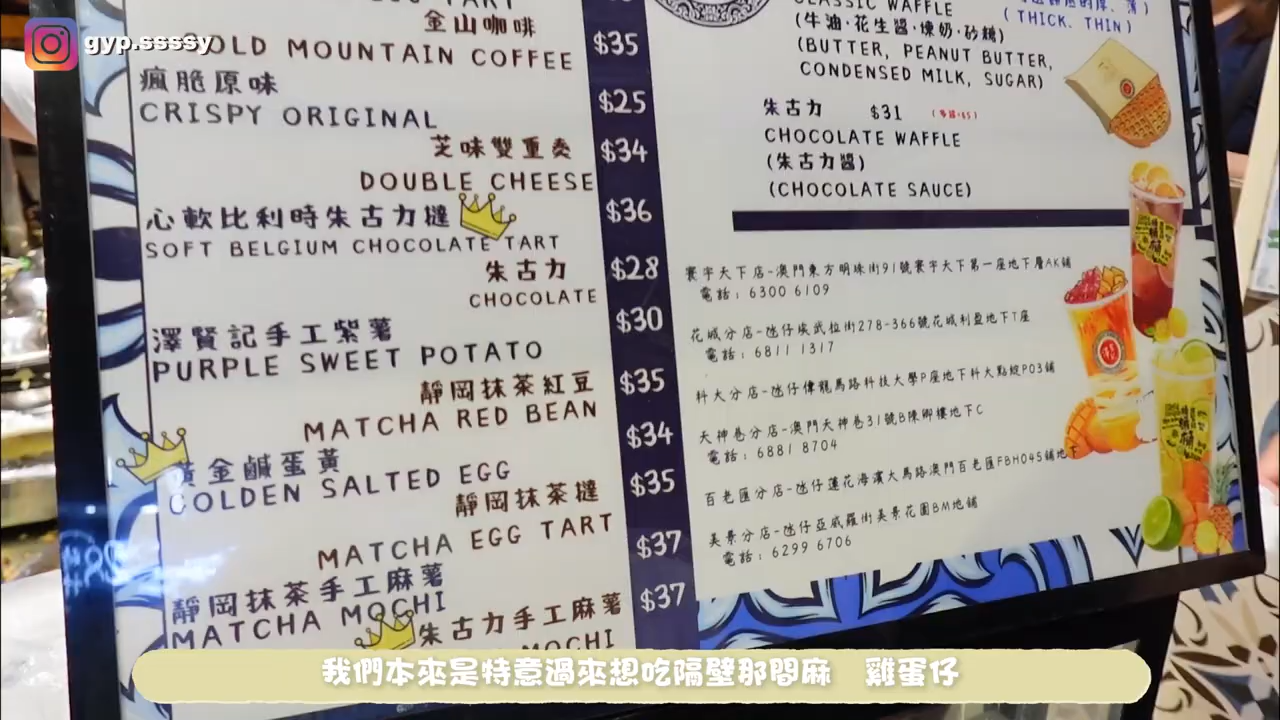 gyp.ssssy
TART
金山咖啡
GOLD MOUNTAIN COFFEE
$35
瘋脆原味
CRISPY ORIGINAL
$25
芝味雙重奏
DOUBLE CHEESE
$34
心軟比利時朱古力撻
SOFT BELGIUM CHOCOLATE TART
$36
朱古力
CHOCOLATE
$28
澤賢記手工紫薯
PURPLE SWEET POTATO
$30
靜岡抹茶紅豆
MATCHA RED BEAN
$35
黃金鹹蛋黃
GOLDEN SALTED EGG
$34
靜岡抹茶撻
MATCHA EGG TART
$35
靜岡抹茶手工麻薯
MATCHA MOCHI
$37
朱古力手工麻薯
MOCHI
$37
CLASSIC WAFFLE
(THICK, THIN)
(牛油·花生醬·煉奶·砂糖)
(BUTTER, PEANUT BUTTER,
CONDENSED MILK, SUGAR)
朱古力 $31
CHOCOLATE WAFFLE
(朱古力醬)
(CHOCOLATE SAUCE)
寰宇天下店-澳門東方明珠街91號寰宇天下第一座地下層AK鋪
電話: 6300 6109
花城分店-氹仔埃武拉街278-366號花城利盈地下T座
電話: 6811 1317
科大分店-氹仔偉龍馬路科技大學P座地下科大點綻P03鋪
天神巷分店-澳門天神巷31號B陳卿樓地下C
電話: 6881 8704
百老匯分店-氹仔蓮花海濱大馬路澳門百老匯FBH045鋪地下
美景分店-氹仔亞威羅街美景花園BM地鋪
電話: 6299 6706
我們本來是特意過來想吃隔壁那間麻 雞蛋仔